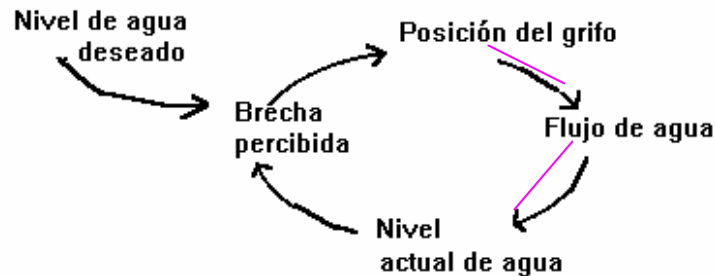 Nivel de agua
deseado
Posición del grifo
Brecha
percibida
Flujo de agua
Nivel
actual de agua